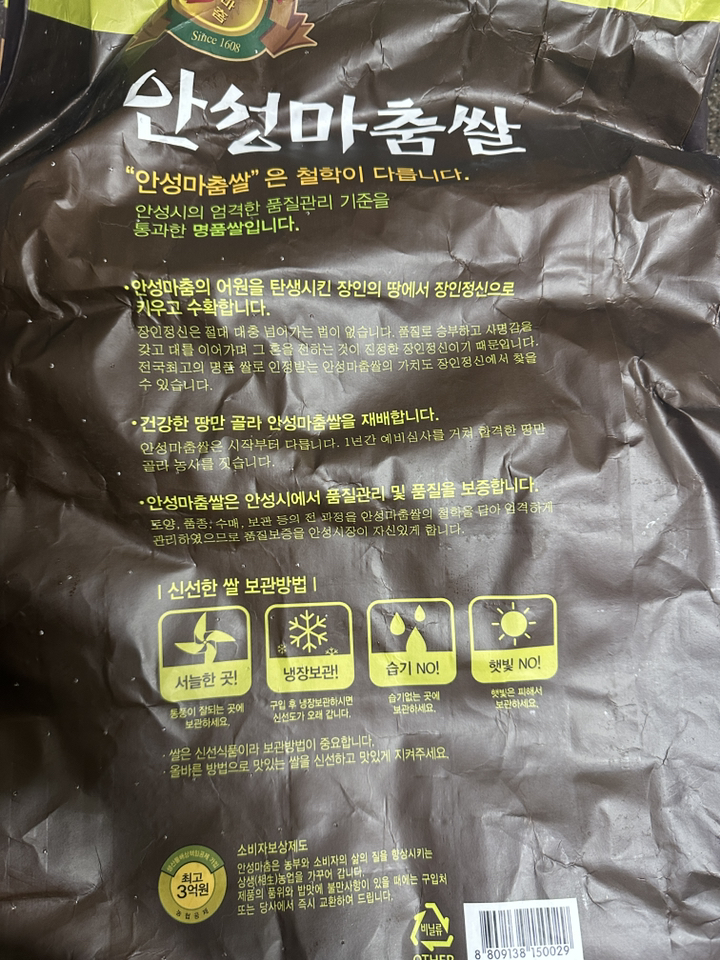 마춤
Since 1608
안성마춤쌀
“안성마춤쌀” 은 철학이 다릅니다.
안성시의 엄격한 품질관리 기준을
통과한 명품쌀입니다.
•안성마춤의 어원을 탄생시킨 장인의 땅에서 장인정신으로
키우고 수확합니다.
장인정신은 절대 대충 넘어가는 법이 없습니다. 품질로 승부하고 사명감을
갖고 대를 이어가며 그 혼을 전하는 것이 진정한 장인정신이기 때문입니다.
전국최고의 명품 쌀로 인정받는 안성마춤쌀의 가치도 장인정신에서 찾을
수 있습니다.
•건강한 땅만 골라 안성마춤쌀을 재배합니다.
안성마춤쌀은 시작부터 다릅니다. 1년간 예비심사를 거쳐 합격한 땅만
골라 농사를 짓습니다.
•안성마춤쌀은 안성시에서 품질관리 및 품질을 보증합니다.
토양, 품종, 수매, 보관 등의 전 과정을 안성마춤쌀의 철학을 담아 엄격하게
관리하였으므로 품질보증을 안성시장이 자신있게 합니다.
| 신선한 쌀 보관방법 |
서늘한 곳! 냉장보관! 습기 NO! 햇빛 NO!
통풍이 잘되는 곳에 구입 후 냉장보관하시면 습기없는 곳에 햇빛은 피해서
보관하세요. 신선도가 오래 갑니다. 보관하세요. 보관하세요.
· 쌀은 신선식품이라 보관방법이 중요합니다.
· 올바른 방법으로 맛있는 쌀을 신선하고 맛있게 지켜주세요.
최고
3억원
농협공제
소비자보상제도
안성마춤은 농부와 소비자의 삶의 질을 향상시키는
상생(相生)농업을 가꾸어 갑니다.
제품의 품위와 밥맛에 불만사항이 있을 때에는 구입처
또는 당사에서 즉시 교환하여 드립니다.
비닐류
OTHER
8 809138 150029